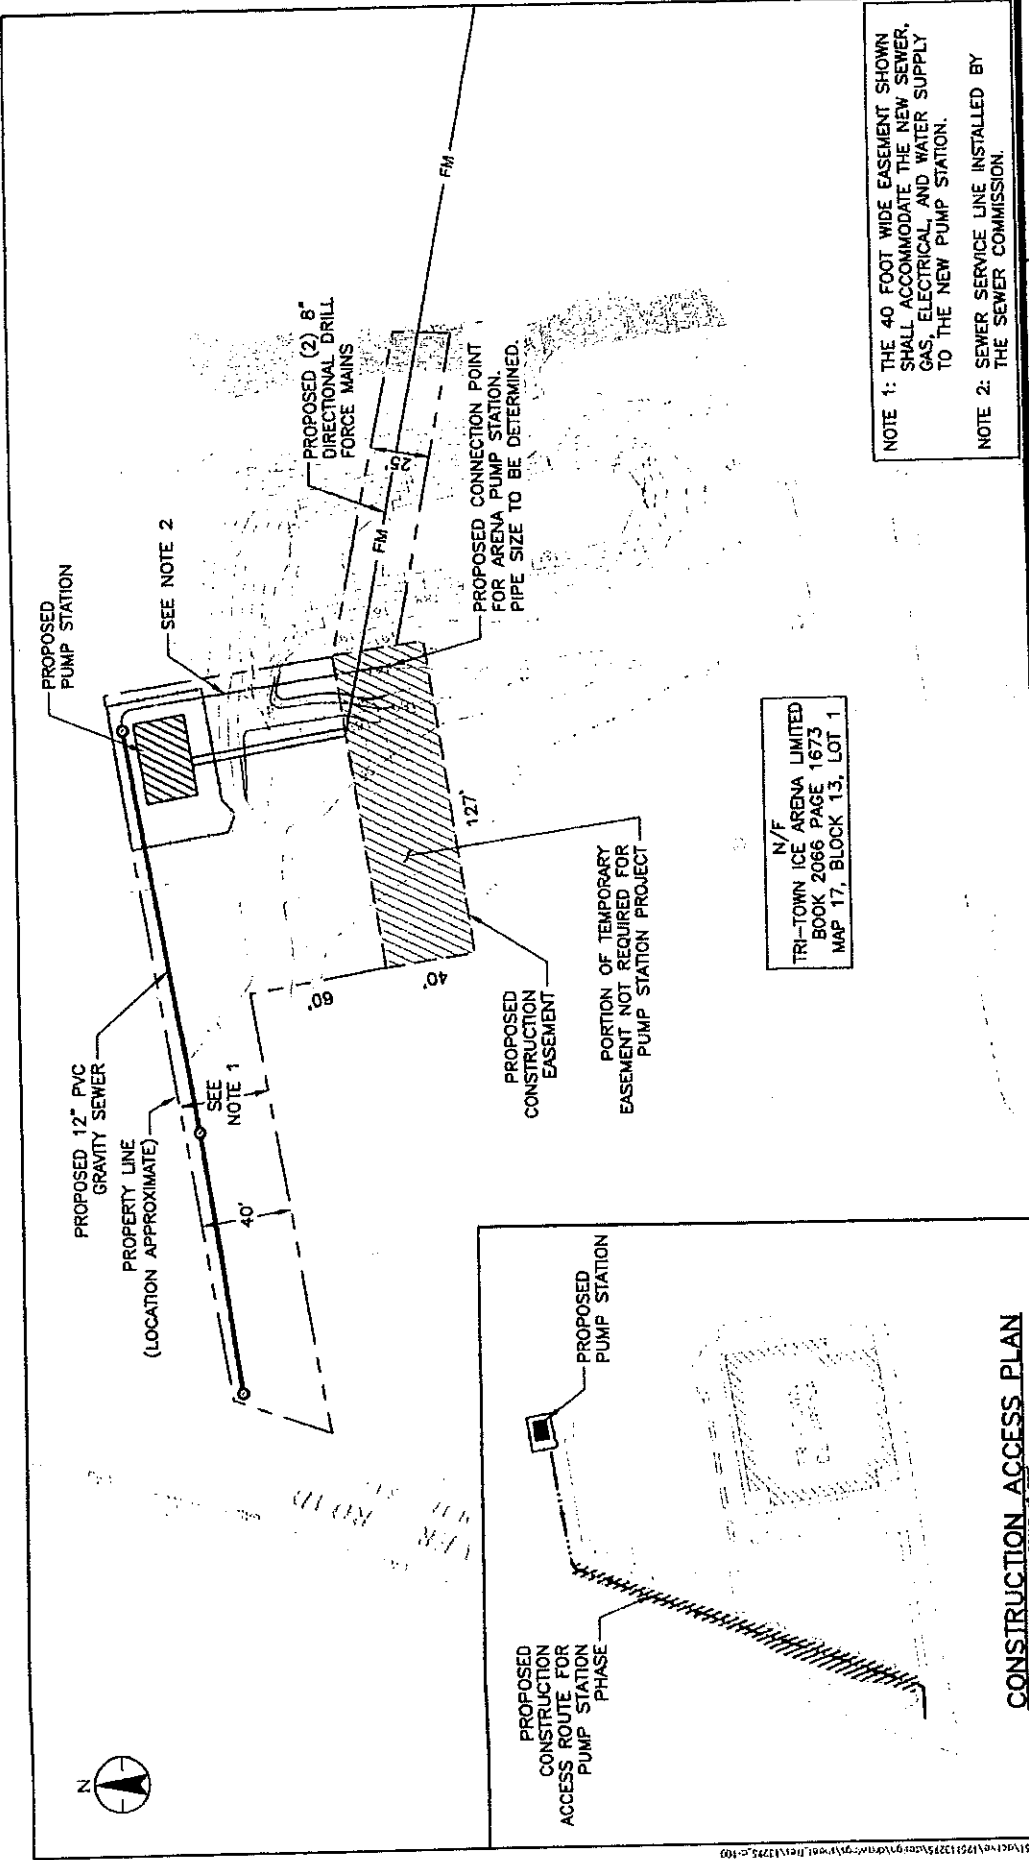 N
PROPOSED 12" PVC
GRAVITY SEWER
PROPERTY LINE
(LOCATION APPROXIMATE)
SEE
NOTE 1
40'
PROPOSED
PUMP STATION
SEE NOTE 2
PROPOSED (2) 8"
DIRECTIONAL DRILL
FORCE MAINS
FM
FM
25'
PROPOSED CONNECTION POINT
FOR ARENA PUMP STATION.
PIPE SIZE TO BE DETERMINED.
60'
40'
127'
PROPOSED
CONSTRUCTION
EASEMENT
PORTION OF TEMPORARY
EASEMENT NOT REQUIRED FOR
PUMP STATION PROJECT
N/F
TRI-TOWN ICE ARENA LIMITED
BOOK 2066 PAGE 1673
MAP 17, BLOCK 13, LOT 1
NOTE 1: THE 40 FOOT WIDE EASEMENT SHOWN
SHALL ACCOMMODATE THE NEW SEWER,
GAS, ELECTRICAL, AND WATER SUPPLY
TO THE NEW PUMP STATION.
NOTE 2: SEWER SERVICE LINE INSTALLED BY
THE SEWER COMMISSION.
PROPOSED
CONSTRUCTION
ACCESS ROUTE FOR
PUMP STATION
PHASE
PROPOSED
PUMP STATION
CONSTRUCTION ACCESS PLAN